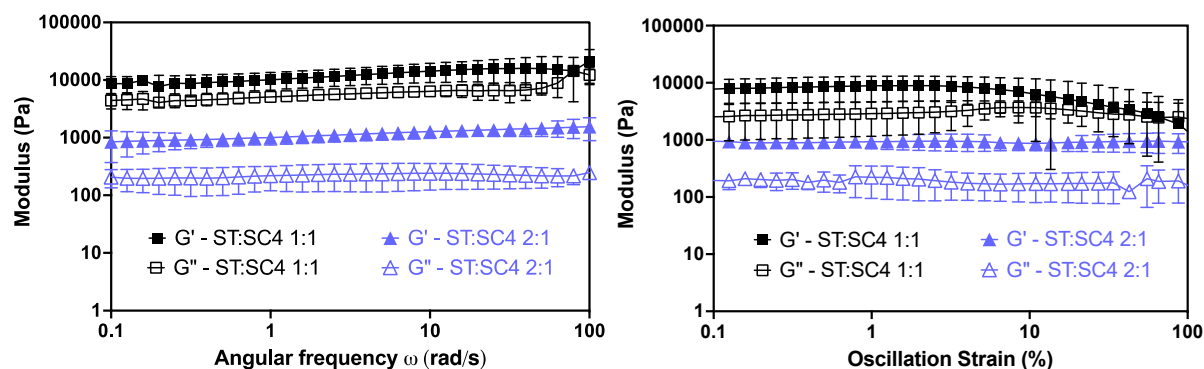 100000
10000
1000
100
10
1
Modulus (Pa)
G' - ST:SC4 1:1
G" - ST:SC4 1:1
G' - ST:SC4 2:1
G" - ST:SC4 2:1
0.1 1 10 100
Angular frequency ω (rad/s)
100000
10000
1000
100
10
1
Modulus (Pa)
G' - ST:SC4 1:1
G" - ST:SC4 1:1
G' - ST:SC4 2:1
G" - ST:SC4 2:1
0.1 1 10 100
Oscillation Strain (%)